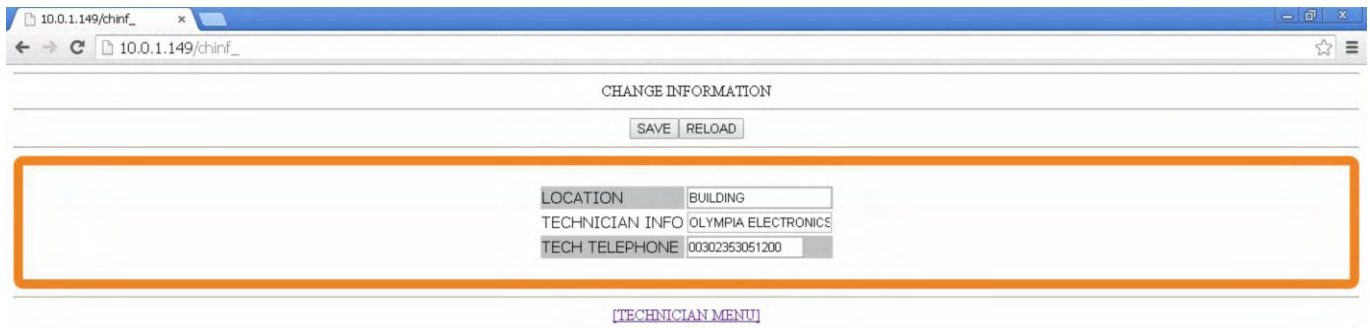 10.0.1.149/chinf_
10.0.1.149/chinf_
CHANGE INFORMATION
SAVE RELOAD
LOCATION BUILDING
TECHNICIAN INFO OLYMPIA ELECTRONICS
TECH TELEPHONE 00302353051200
[TECHNICIAN MENU]